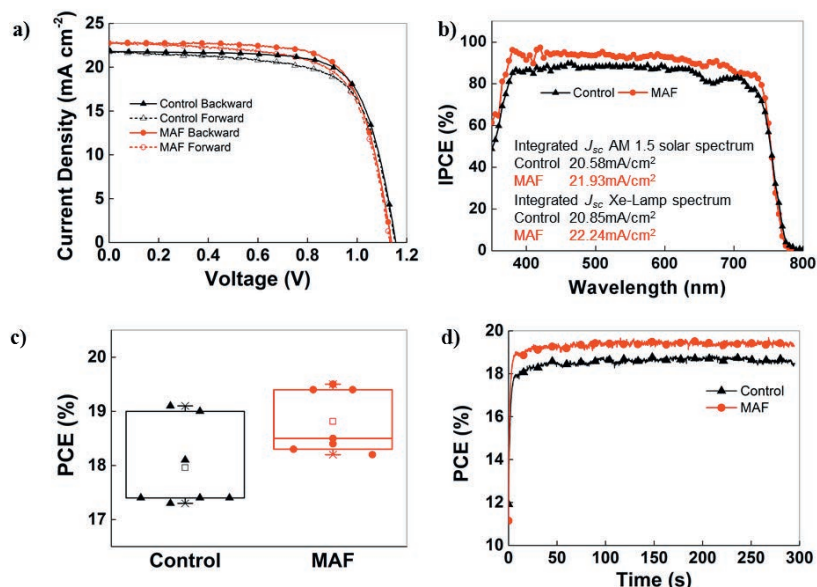 a)
Current Density (mA cm⁻²)
25
20
15
10
5
0
0.0 0.2 0.4 0.6 0.8 1.0 1.2
Voltage (V)
Control Backward
Control Forward
MAF Backward
MAF Forward
b)
IPCE (%)
100
80
60
40
20
0
400 500 600 700 800
Wavelength (nm)
Control MAF
Integrated Jsc AM 1.5 solar spectrum
Control 20.58mA/cm²
MAF 21.93mA/cm²
Integrated Jsc Xe-Lamp spectrum
Control 20.85mA/cm²
MAF 22.24mA/cm²
c)
PCE (%)
20
19
18
17
Control MAF
d)
PCE (%)
20
18
16
14
12
10
0 50 100 150 200 250 300
Time (s)
Control
MAF